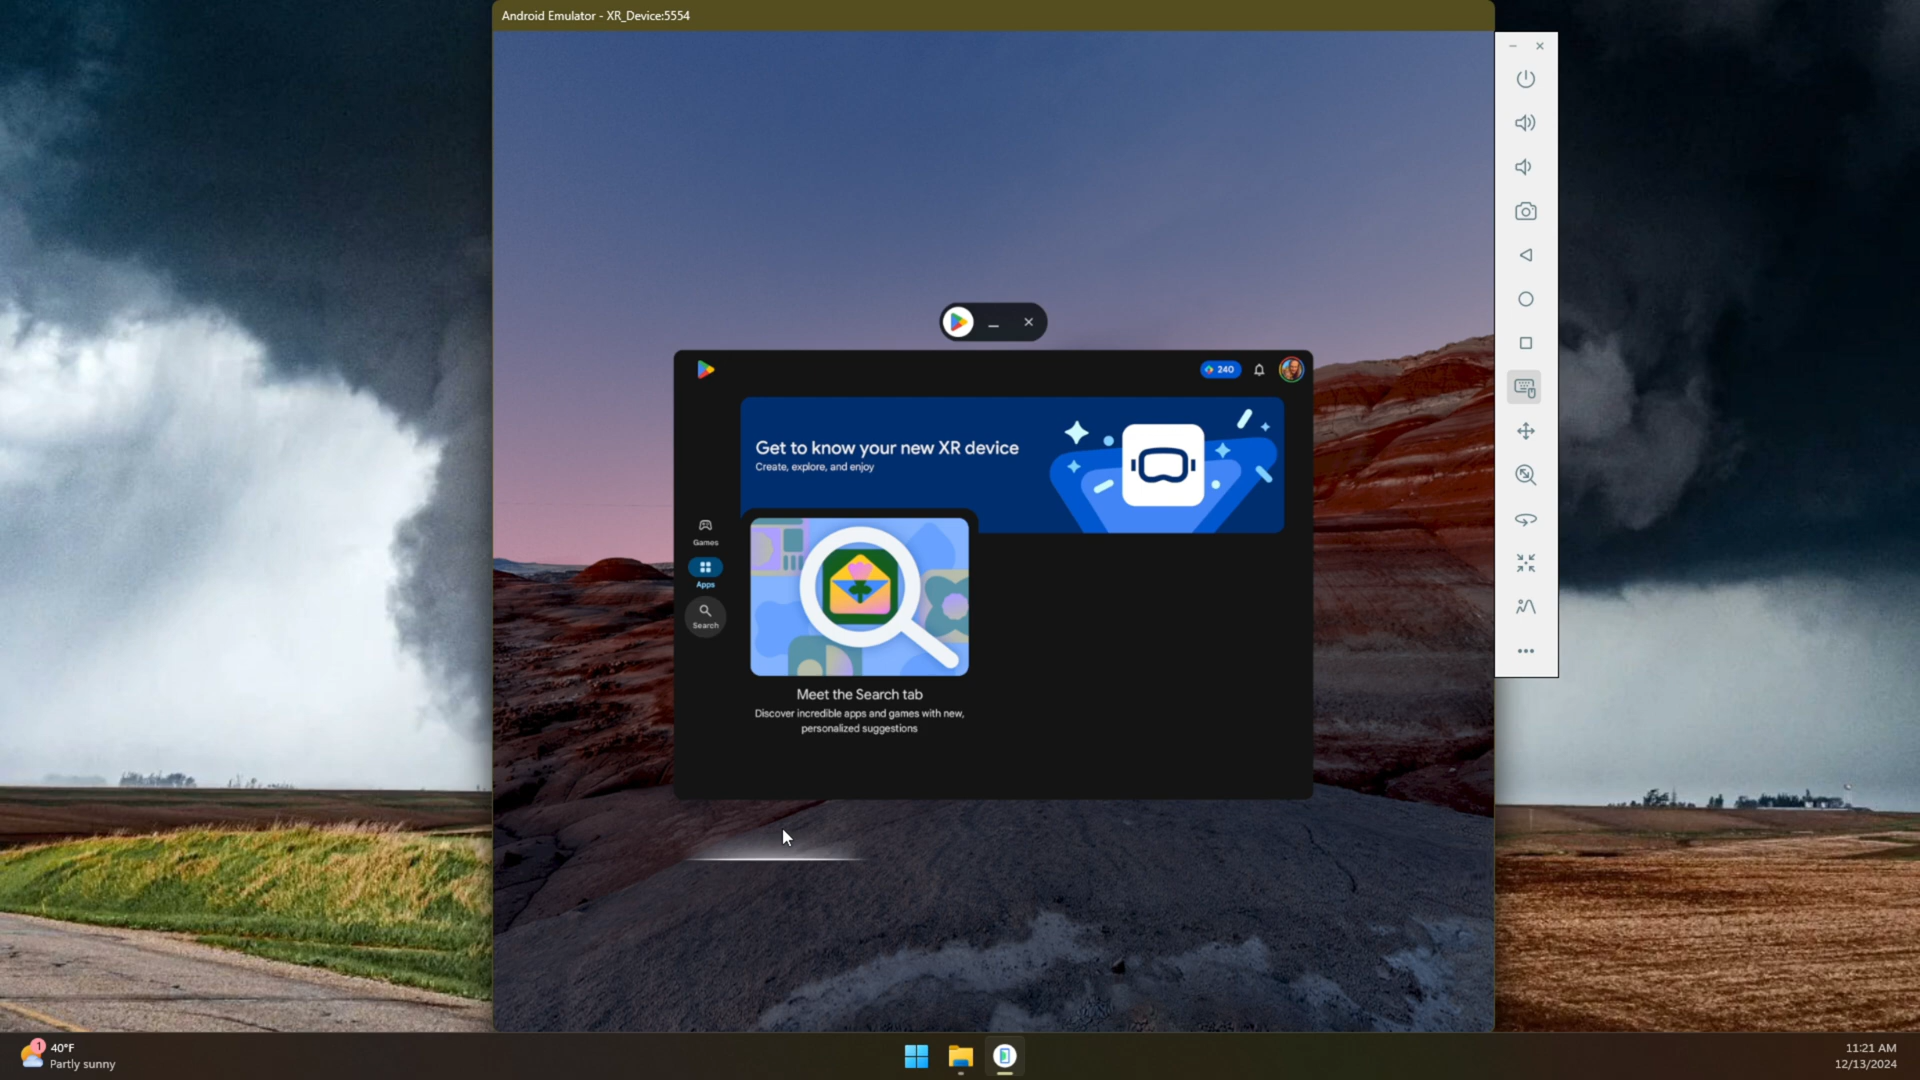 Android Emulator - XR_Device:5554
240
Get to know your new XR device
Create, explore, and enjoy
Games
Apps
Search
Meet the Search tab
Discover incredible apps and games with new,
personalized suggestions
1
40°F
Partly sunny
11:21 AM
12/13/2024